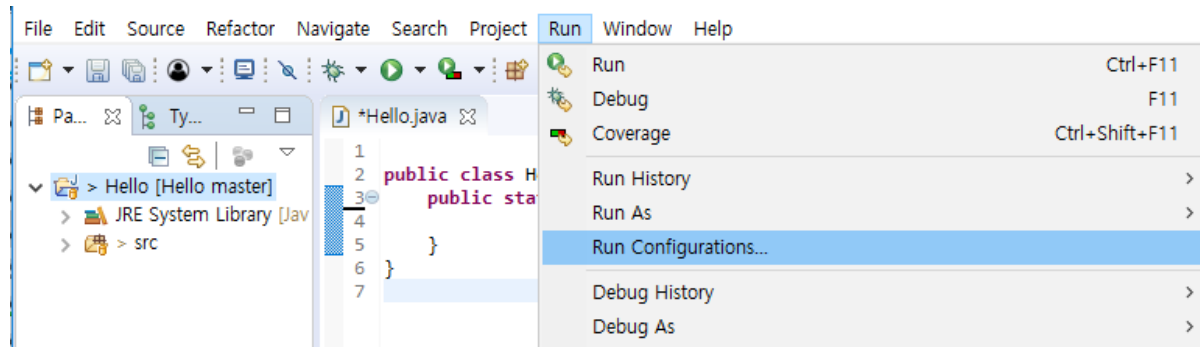 File Edit Source Refactor Navigate Search Project Run Window Help
Run Ctrl+F11
Debug F11
Coverage Ctrl+Shift+F11
Run History
Run As
Run Configurations...
Debug History
Debug As
Pa... Ty...
> Hello [Hello master]
JRE System Library [Jav
> src
*Hello.java
1
2 public class H
3 public sta
4
5 }
6 }
7